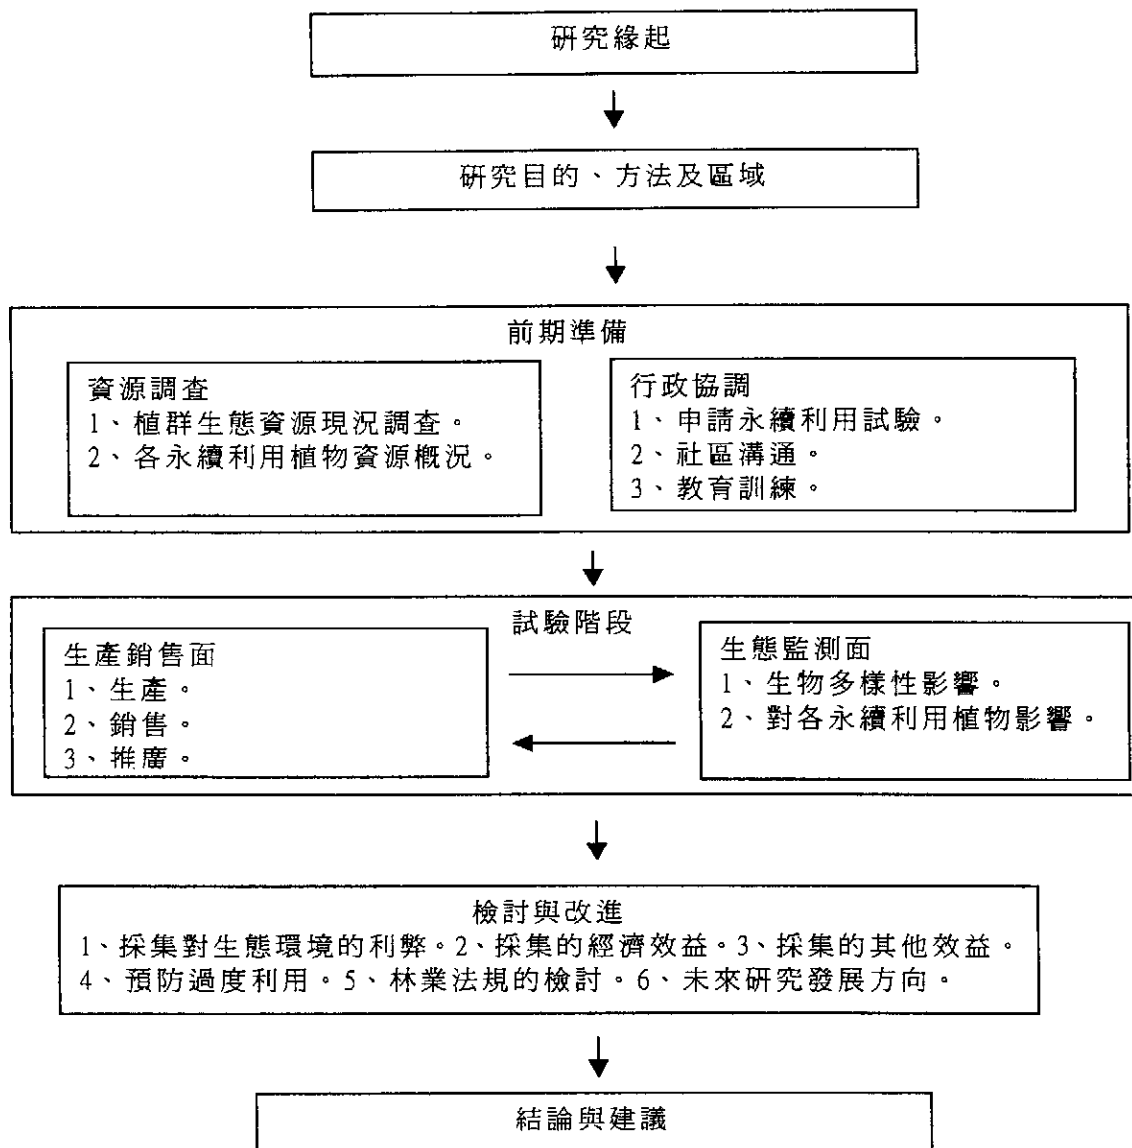 研究緣起
研究目的、方法及區域
前期準備
資源調查
1、植群生態資源現況調查。
2、各永續利用植物資源概況。
行政協調
1、申請永續利用試驗。
2、社區溝通。
3、教育訓練。
試驗階段
生產銷售面
1、生產。
2、銷售。
3、推廣。
生態監測面
1、生物多樣性影響。
2、對各永續利用植物影響。
檢討與改進
1、採集對生態環境的利弊。2、採集的經濟效益。3、採集的其他效益。
4、預防過度利用。5、林業法規的檢討。6、未來研究發展方向。
結論與建議